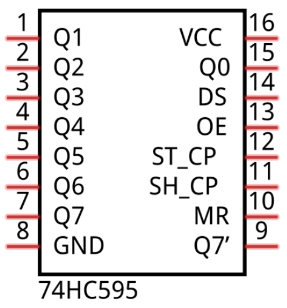 1 Q1 VCC 16
2 Q2 Q0 15
3 Q3 DS 14
4 Q4 OE 13
5 Q5 ST_CP 12
6 Q6 SH_CP 11
7 Q7 MR 10
8 GND Q7’ 9
74HC595